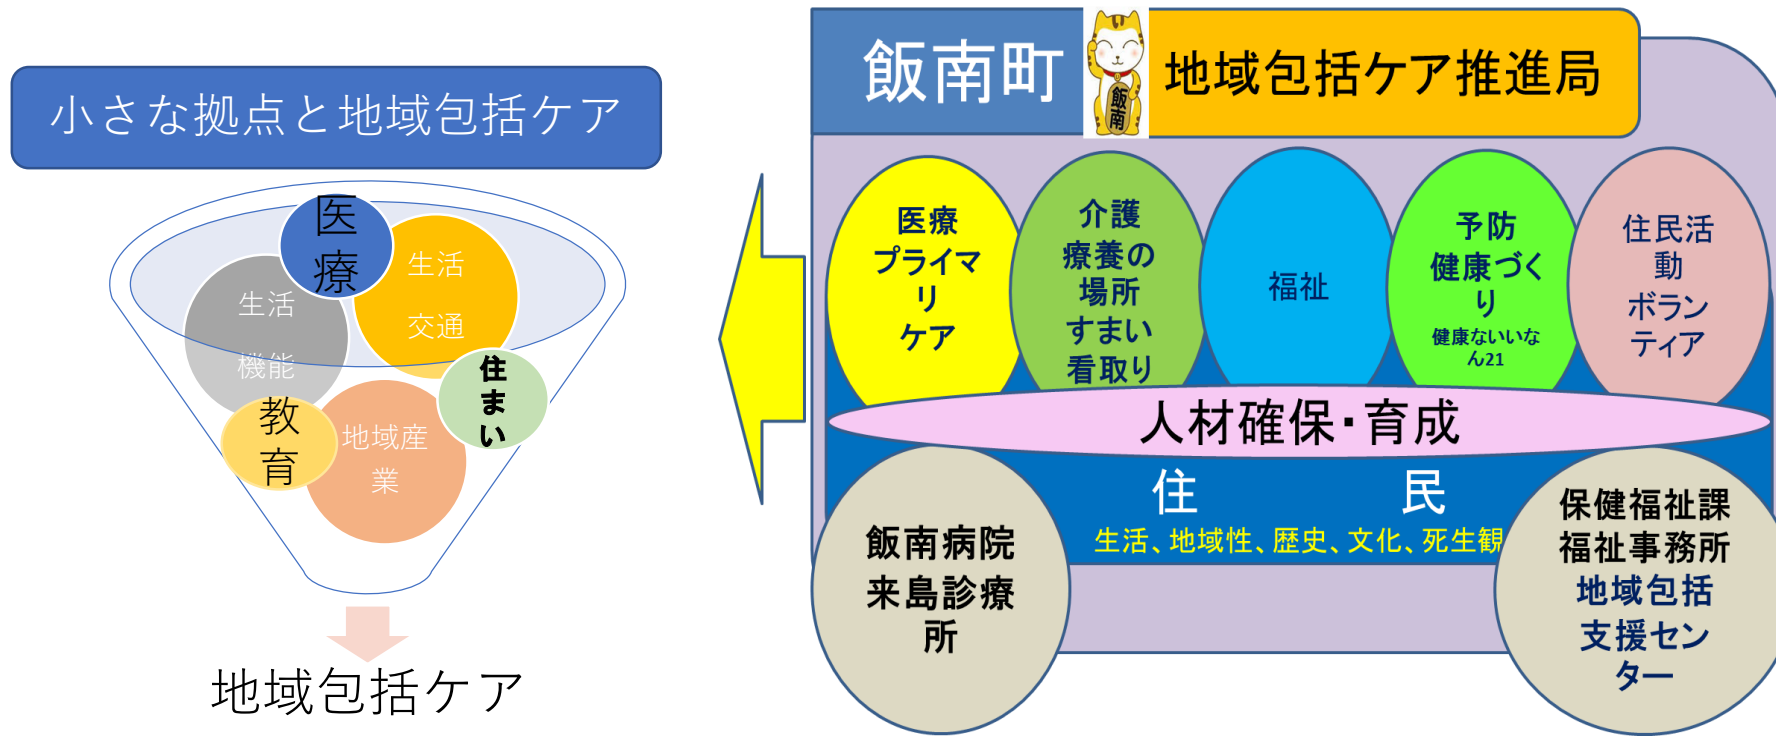 小さな拠点と地域包括ケア
医
療
生活
交通
生活
機能
住
ま
い
教
育
地域産
業
地域包括ケア
飯南町
飯南
地域包括ケア推進局
医療
プライマ
リ
ケア
介護
療養の
場所
すまい
看取り
福祉
予防
健康づく
り
健康ないいな
ん21
住民活
動
ボラン
ティア
人材確保・育成
住 民
生活、地域性、歴史、文化、死生観
飯南病院
来島診療
所
保健福祉課
福祉事務所
地域包括
支援セン
ター